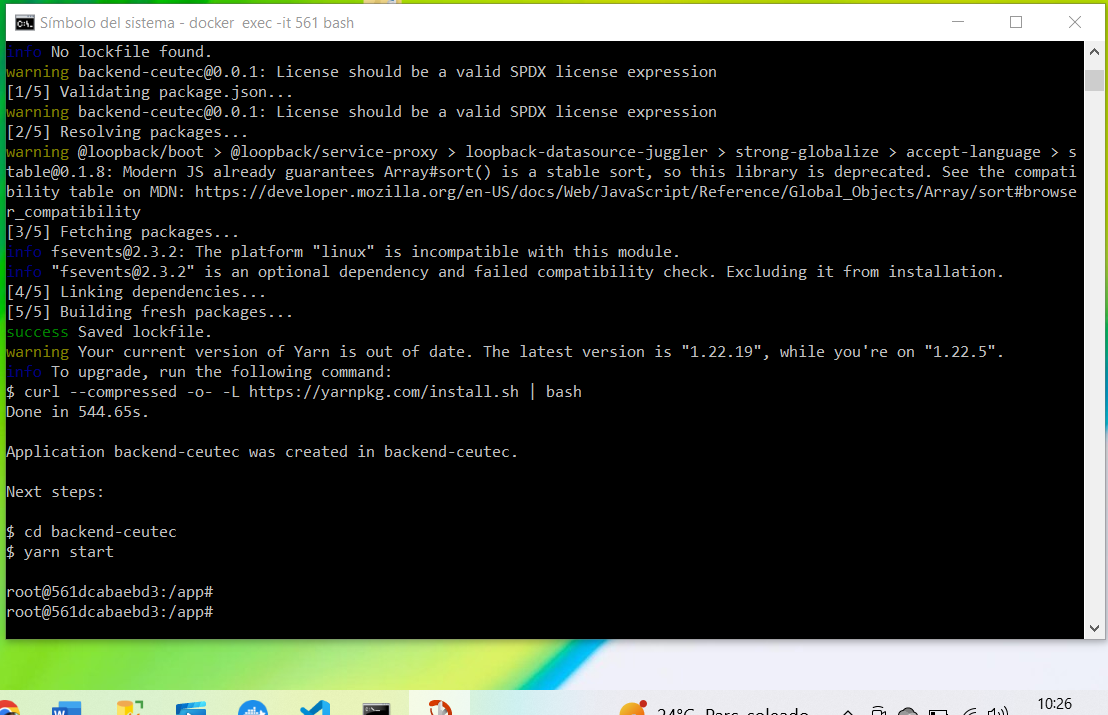 Símbolo del sistema - docker  exec -it 561 bash
info No lockfile found.
warning backend-ceutec@0.0.1: License should be a valid SPDX license expression
[1/5] Validating package.json...
warning backend-ceutec@0.0.1: License should be a valid SPDX license expression
[2/5] Resolving packages...
warning @loopback/boot > @loopback/service-proxy > loopback-datasource-juggler > strong-globalize > accept-language > s
table@0.1.8: Modern JS already guarantees Array#sort() is a stable sort, so this library is deprecated. See the compati
bility table on MDN: https://developer.mozilla.org/en-US/docs/Web/JavaScript/Reference/Global_Objects/Array/sort#browse
r_compatibility
[3/5] Fetching packages...
info fsevents@2.3.2: The platform "linux" is incompatible with this module.
info "fsevents@2.3.2" is an optional dependency and failed compatibility check. Excluding it from installation.
[4/5] Linking dependencies...
[5/5] Building fresh packages...
success Saved lockfile.
warning Your current version of Yarn is out of date. The latest version is "1.22.19", while you're on "1.22.5".
info To upgrade, run the following command:
$ curl --compressed -o- -L https://yarnpkg.com/install.sh | bash
Done in 544.65s.
Application backend-ceutec was created in backend-ceutec.
Next steps:
$ cd backend-ceutec
$ yarn start
root@561dcabaebd3:/app#
root@561dcabaebd3:/app#
24°C Parc. soleado
10:26